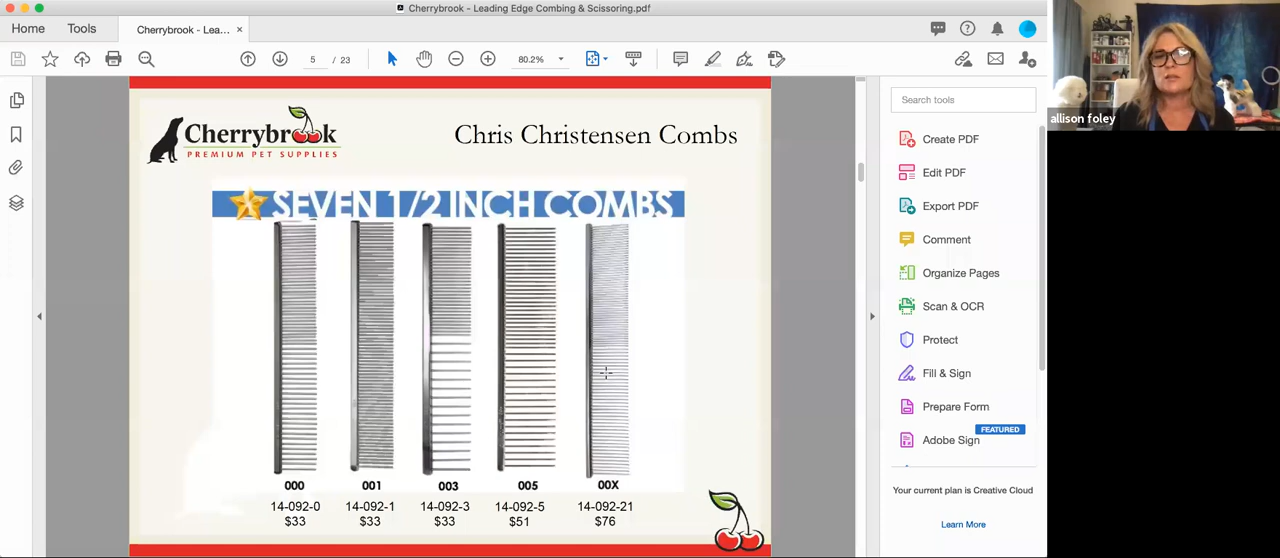 Cherrybrook - Leading Edge Combing & Scissoring.pdf
Home
Tools
Cherrybrook - Lea...
5 / 23
80.2%
Cherrybrook
PREMIUM PET SUPPLIES
Chris Christensen Combs
SEVEN 1/2 INCH COMBS
000 001 003 005 00X
14-092-0 14-092-1 14-092-3 14-092-5 14-092-21
$33 $33 $33 $51 $76
Search tools
Create PDF
Edit PDF
Export PDF
Comment
Organize Pages
Scan & OCR
Protect
Fill & Sign
Prepare Form
FEATURED
Adobe Sign
Your current plan is Creative Cloud
Learn More
allison foley